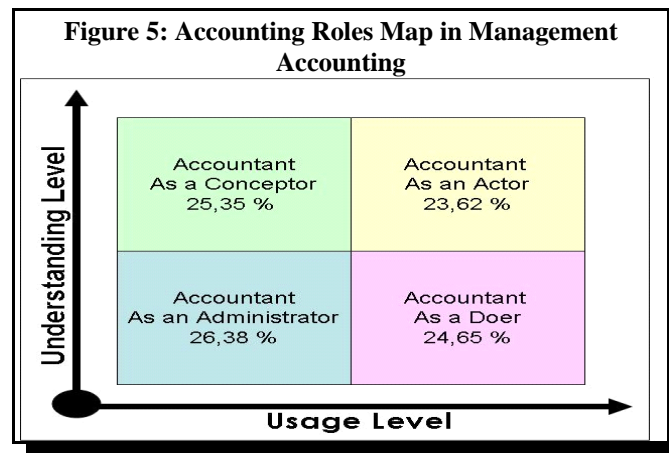 Figure 5: Accounting Roles Map in Management
Accounting
Understanding Level
Accountant
As a Conceptor
25,35 %
Accountant
As an Actor
23,62 %
Accountant
As an Administrator
26,38 %
Accountant
As a Doer
24,65 %
Usage Level